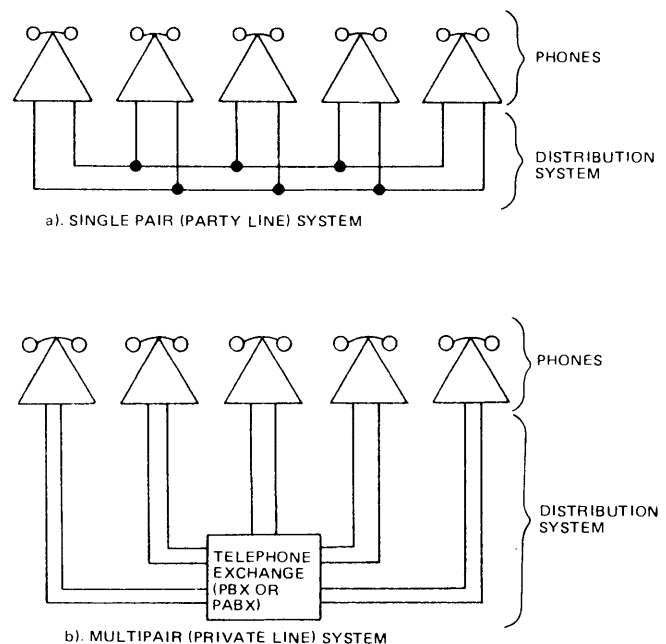 PHONES
DISTRIBUTION
SYSTEM
a). SINGLE PAIR (PARTY LINE) SYSTEM
PHONES
DISTRIBUTION
SYSTEM
TELEPHONE
EXCHANGE
(PBX OR
PABX)
b). MULTIPAIR (PRIVATE LINE) SYSTEM